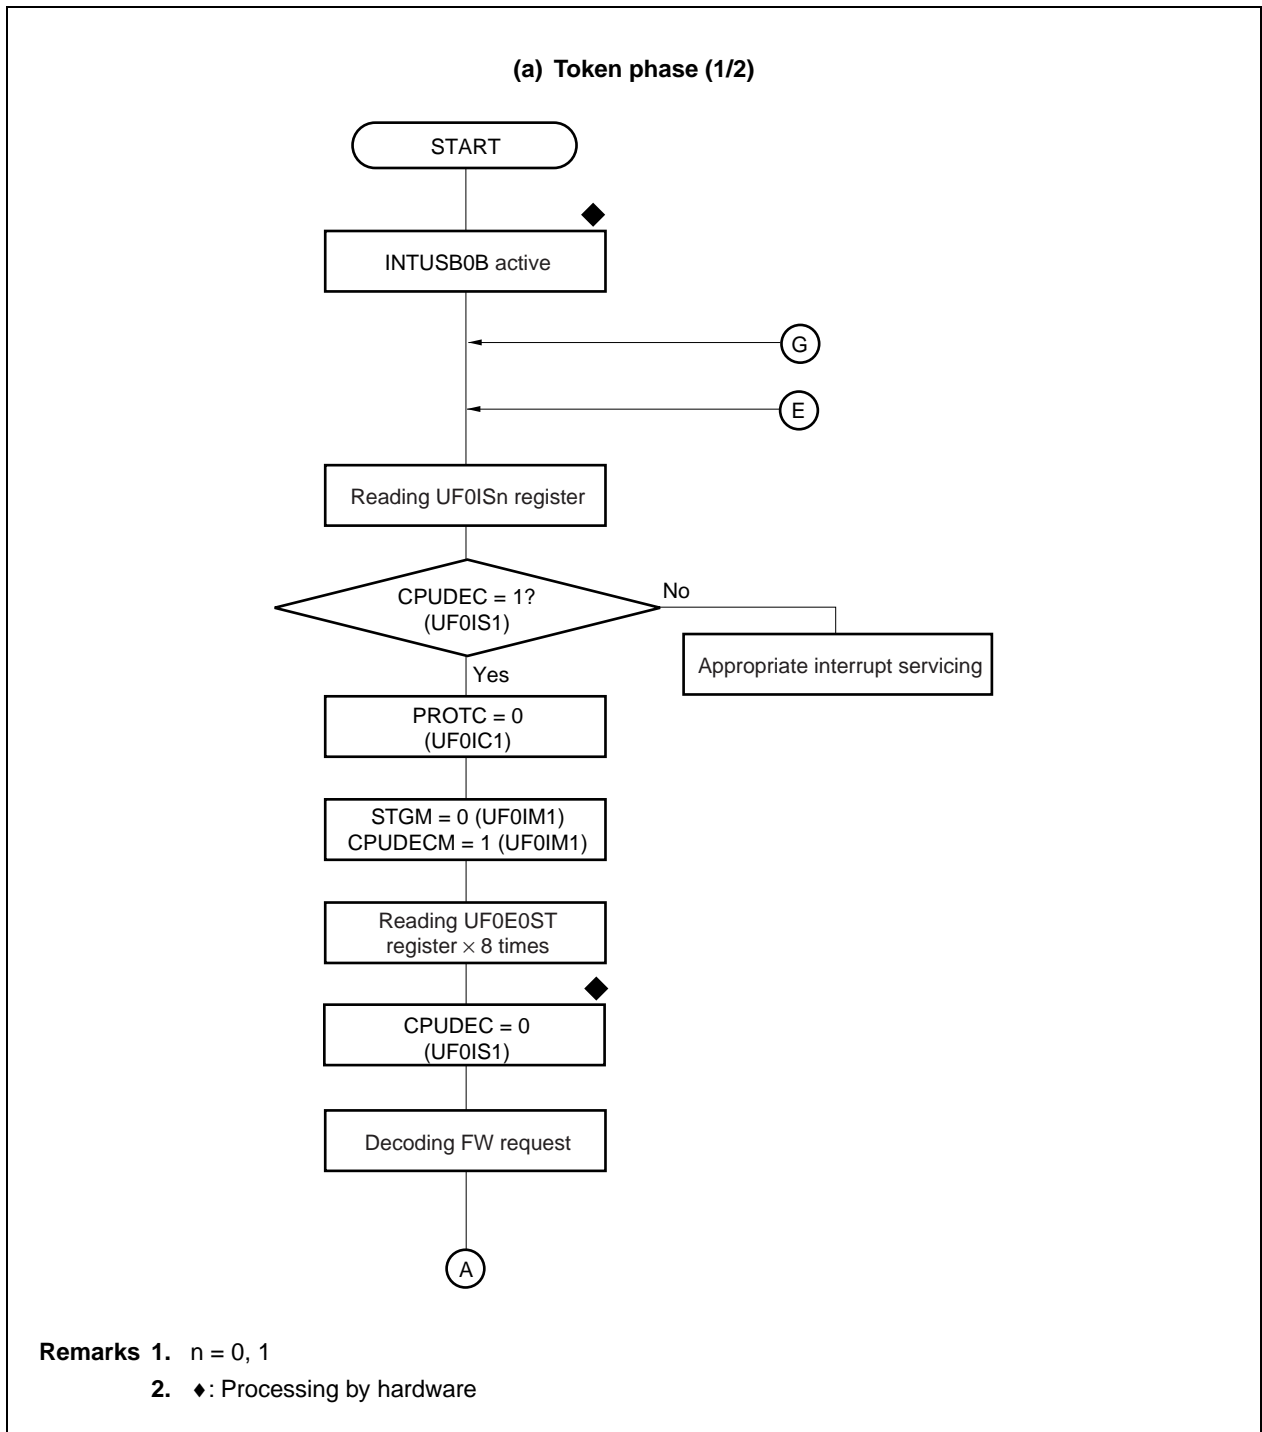 (a) Token phase (1/2)
START
INTUSB0B active
G
E
Reading UF0ISn register
CPUDEC = 1?
(UF0IS1)
No
Appropriate interrupt servicing
Yes
PROTC = 0
(UF0IC1)
STGM = 0 (UF0IM1)
CPUDECM = 1 (UF0IM1)
Reading UF0E0ST
register × 8 times
CPUDEC = 0
(UF0IS1)
Decoding FW request
A
Remarks 1. n = 0, 1
2. ♦: Processing by hardware